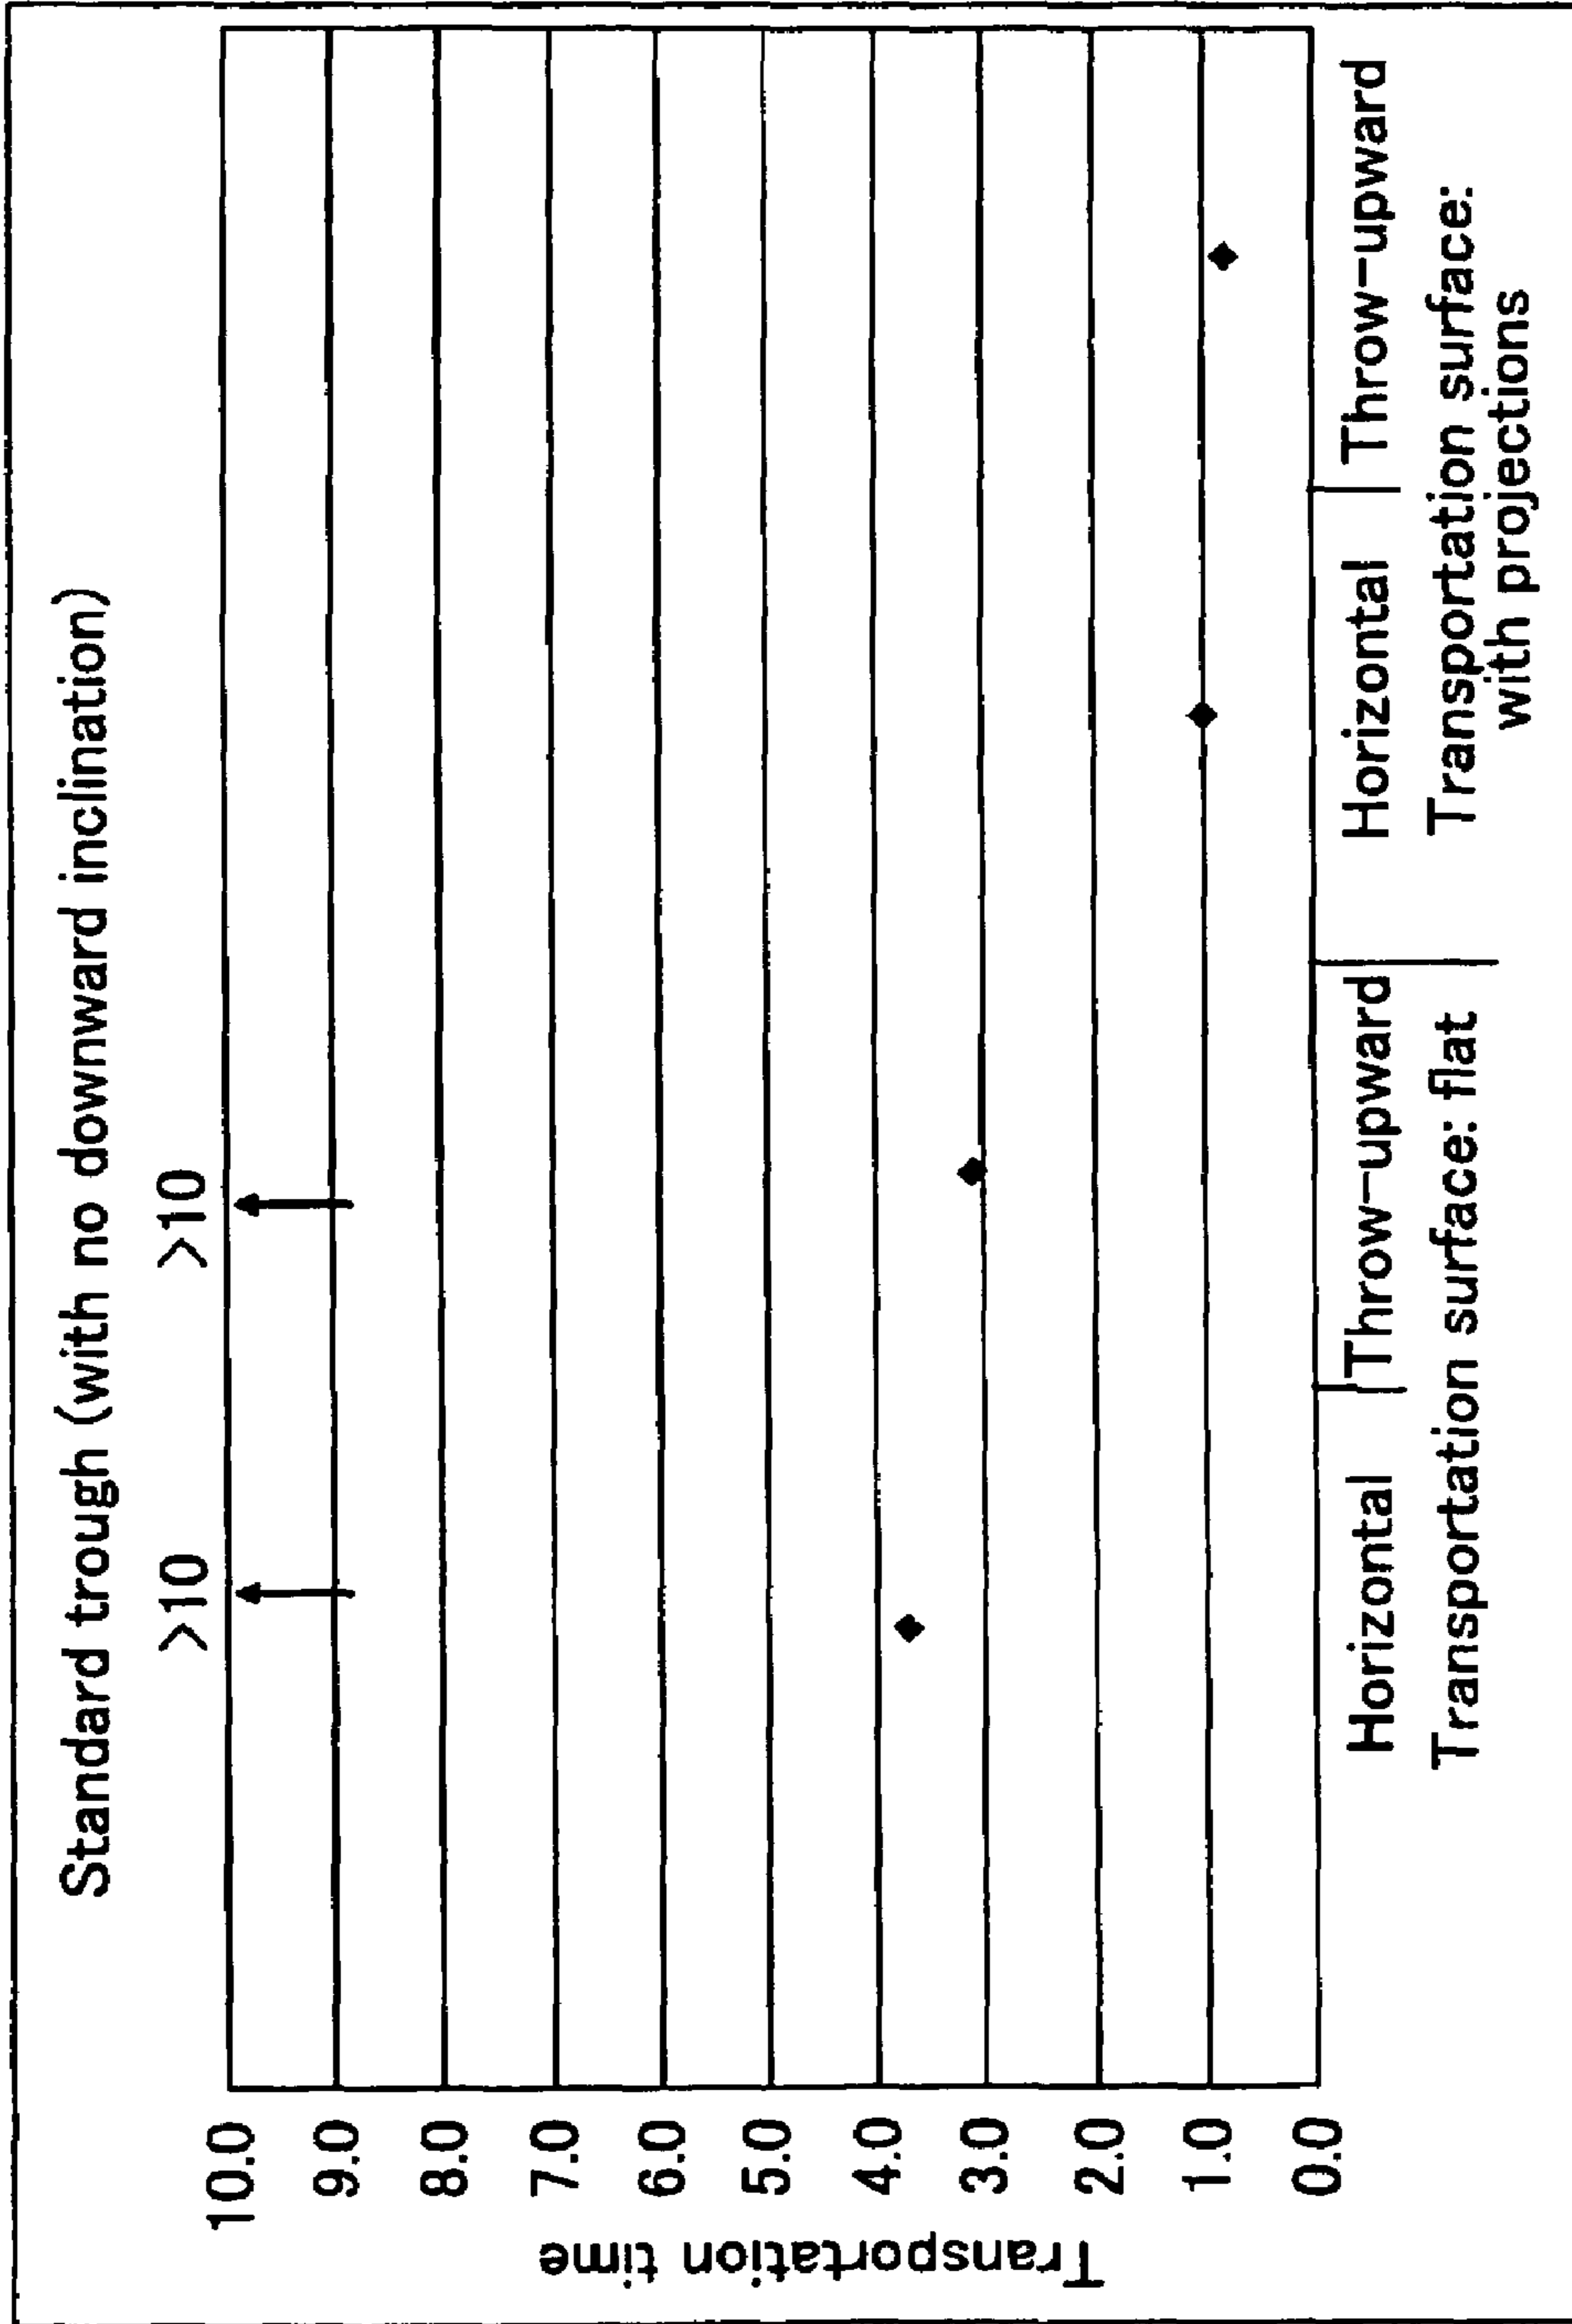 Standard trough (with no downward inclination)
>10
>10
Transportation time
10.0
9.0
8.0
7.0
6.0
5.0
4.0
3.0
2.0
1.0
0.0
Horizontal
Throw-upward
Horizontal
Throw-upward
Transportation surface: flat
Transportation surface:
with projections